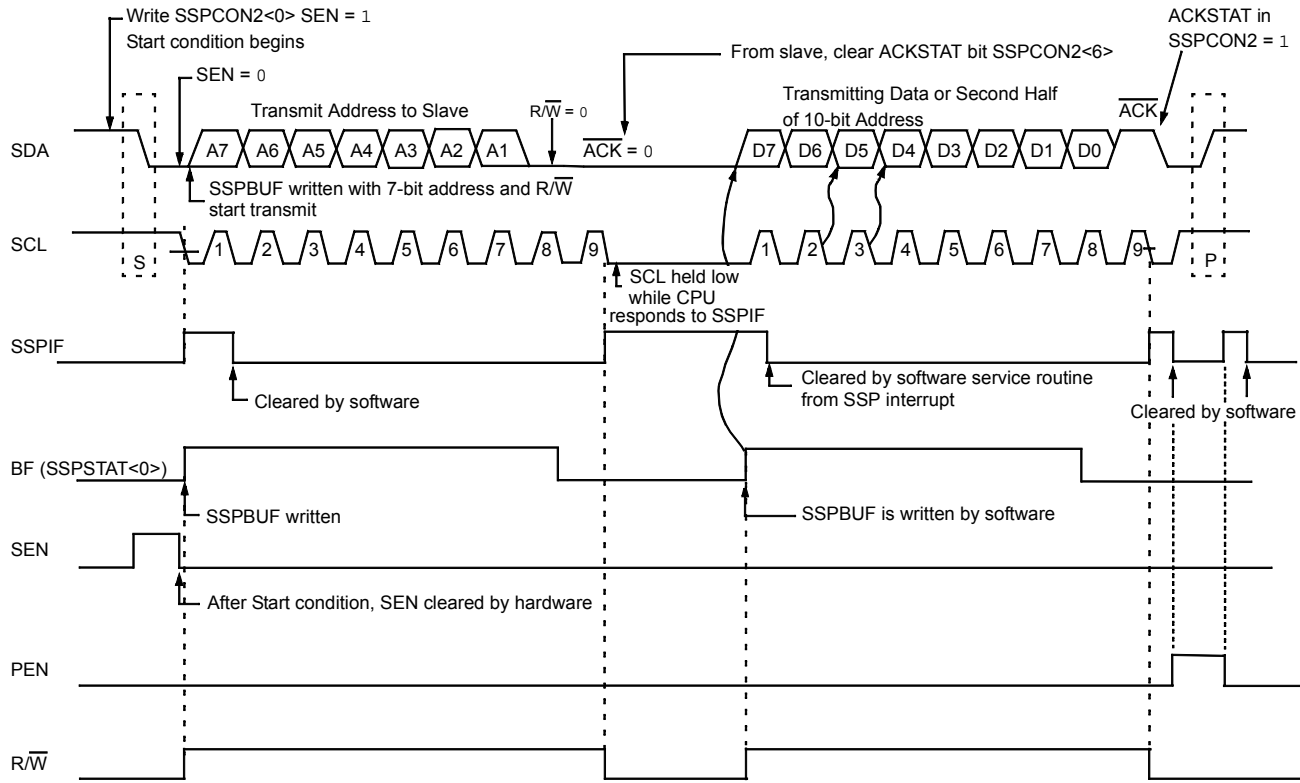 Write SSPCON2<0> SEN = 1
Start condition begins
ACKSTAT in
SSPCON2 = 1
From slave, clear ACKSTAT bit SSPCON2<6>
SEN = 0
Transmit Address to Slave
R/W = 0
Transmitting Data or Second Half
of 10-bit Address
ACK
SDA
A7 A6 A5 A4 A3 A2 A1
ACK = 0
D7 D6 D5 D4 D3 D2 D1 D0
SSPBUF written with 7-bit address and R/W
start transmit
SCL
S
1 2 3 4 5 6 7 8 9
1 2 3 4 5 6 7 8 9
P
SCL held low
while CPU
responds to SSPIF
SSPIF
Cleared by software
Cleared by software service routine
from SSP interrupt
Cleared by software
BF (SSPSTAT<0>)
SSPBUF written
SSPBUF is written by software
SEN
After Start condition, SEN cleared by hardware
PEN
R/W